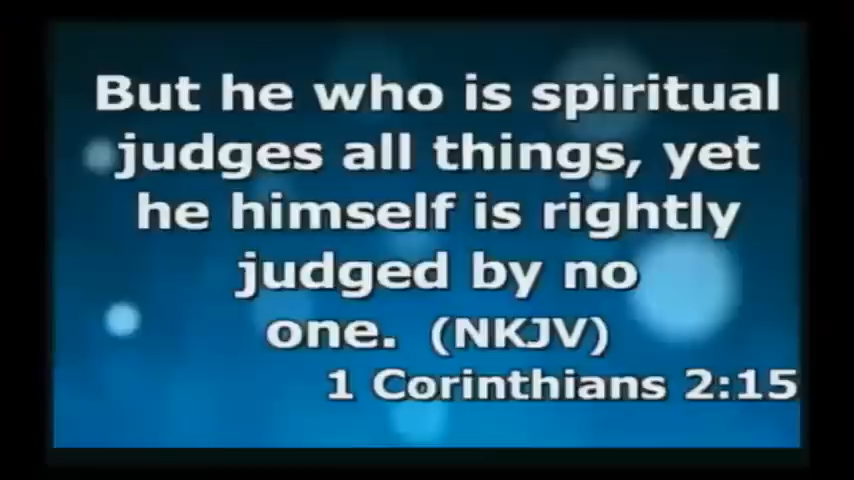 But he who is spiritual
judges all things, yet
he himself is rightly
judged by no
one. (NKJV)
1 Corinthians 2:15